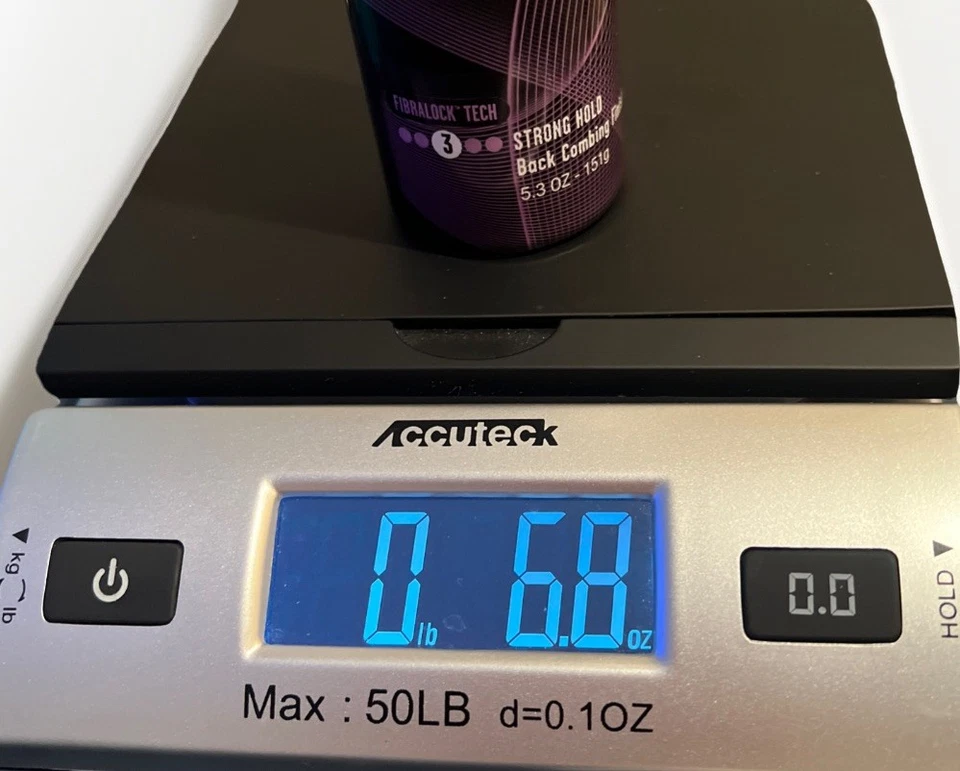 FIBRALOCK™ TECH
3
STRONG HOLD
Back Combing
5.3 OZ - 151g
Accuteck
0 lb 6.8 oz
0.0
▼ kg
lb
HOLD ▼
Max : 50LB d=0.1OZ